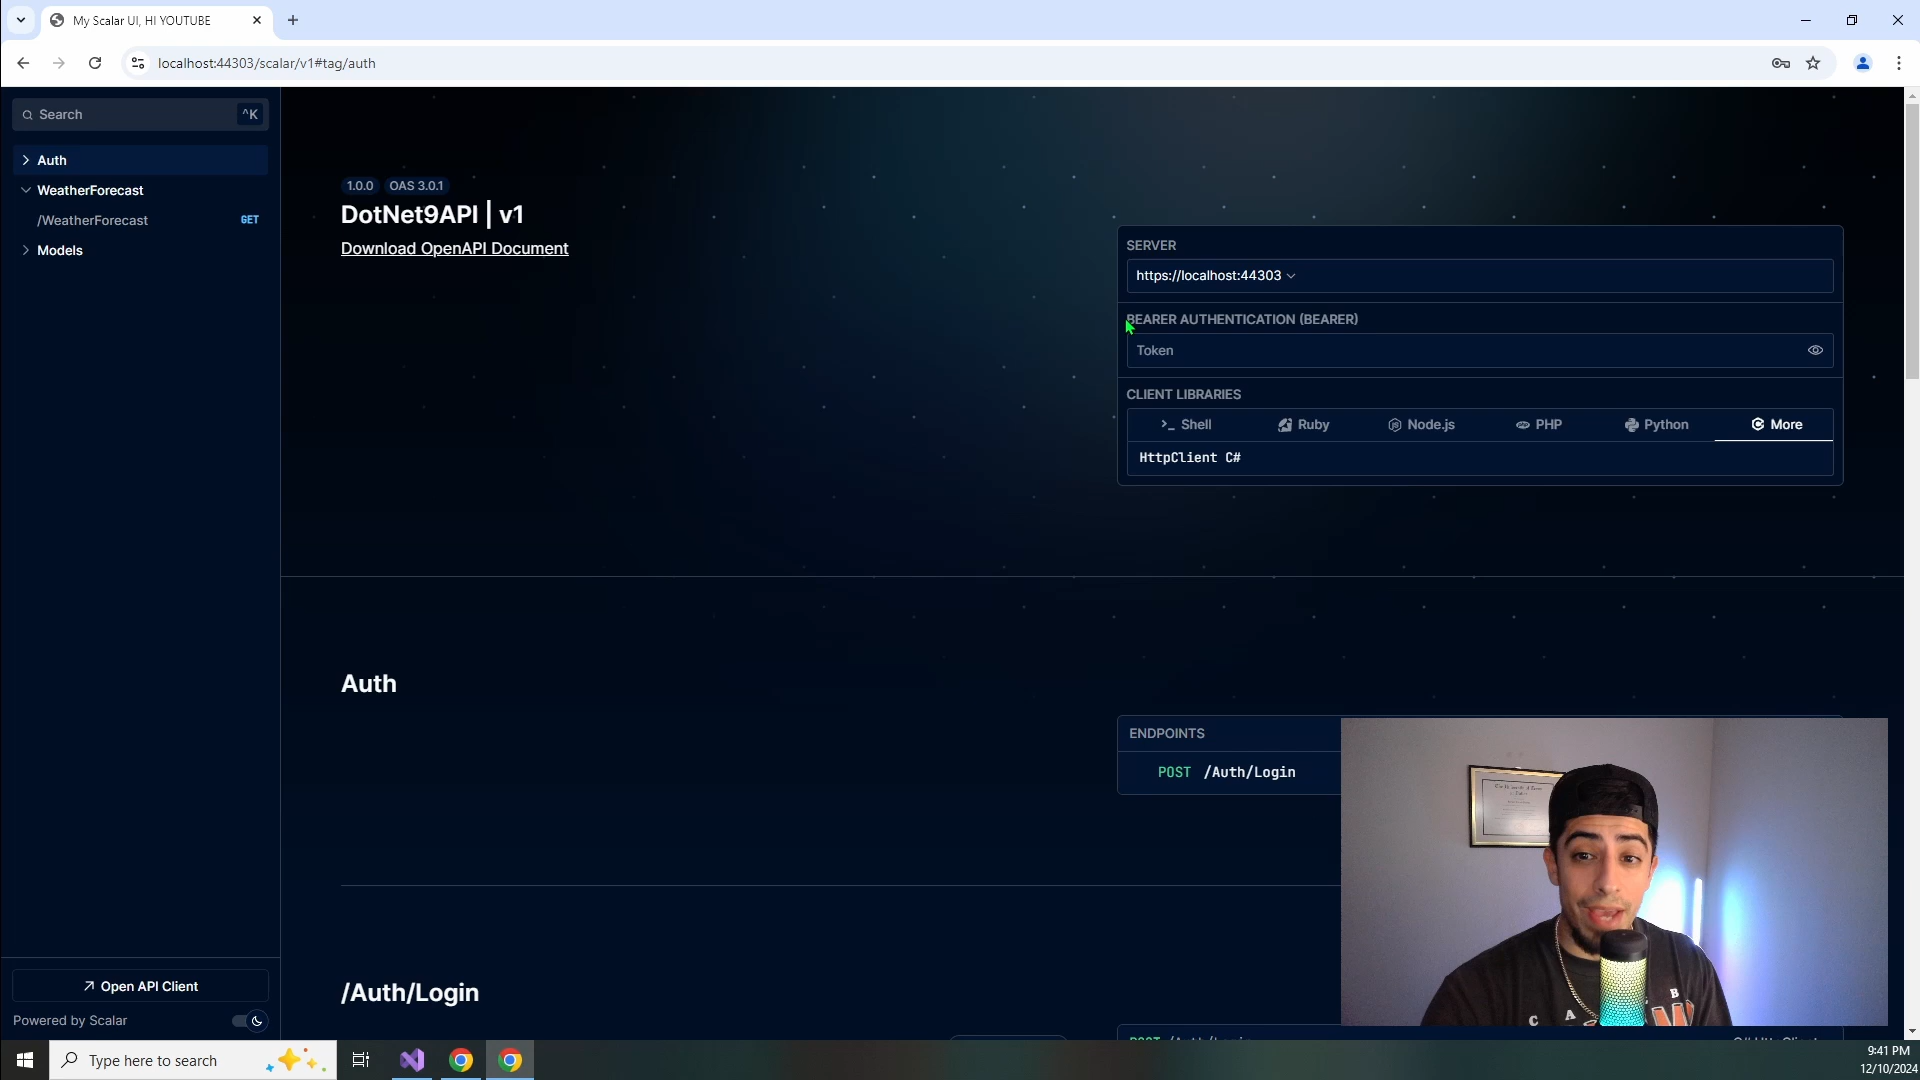 My Scalar UI, HI YOUTUBE
localhost:44303/scalar/v1#tag/auth
Search
^K
Auth
WeatherForecast
/WeatherForecast GET
Models
1.0.0 OAS 3.0.1
DotNet9API | v1
Download OpenAPI Document
SERVER
https://localhost:44303
BEARER AUTHENTICATION (BEARER)
Token
CLIENT LIBRARIES
Shell Ruby Node.js PHP Python More
HttpClient C#
Auth
ENDPOINTS
POST /Auth/Login
/Auth/Login
Open API Client
Powered by Scalar
Type here to search
9:41 PM
12/10/2024